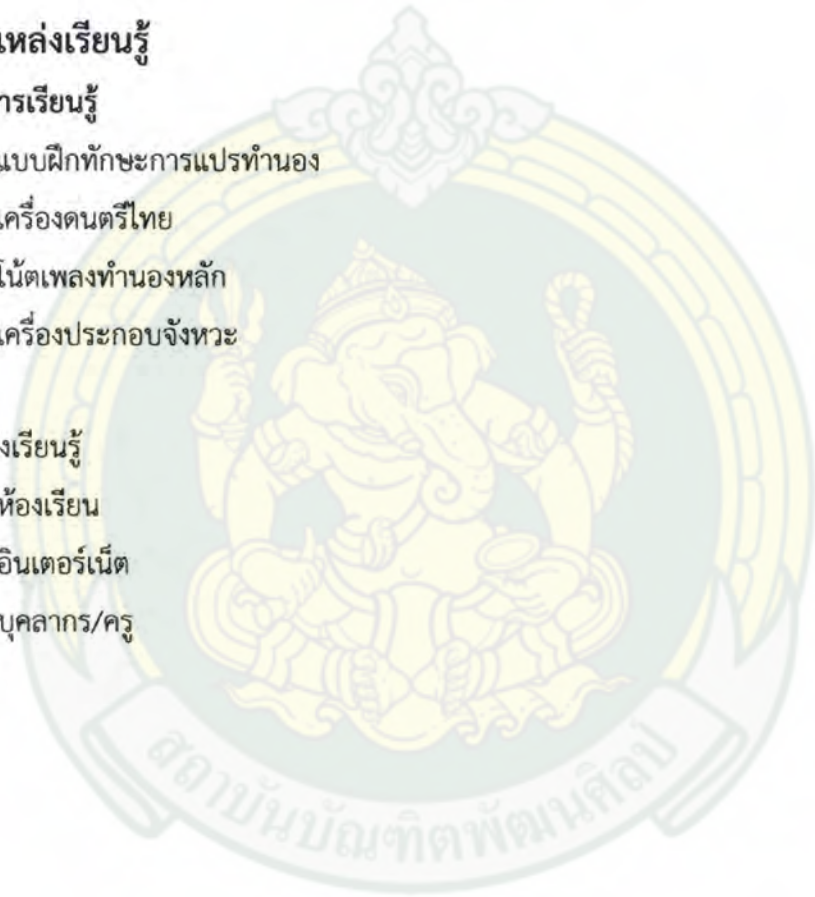 เหล่งเรียนรู้
ารเรียนรู้
แบบฝึกทักษะการแปรทำนอง
เครื่องดนตรีไทย
โน้ตเพลงทำนองหลัก
เครื่องประกอบจังหวะ
งเรียนรู้
ห้องเรียน
อินเตอร์เน็ต
บุคลากร/ครู
สถาบันบัณฑิตพัฒนศิลป์